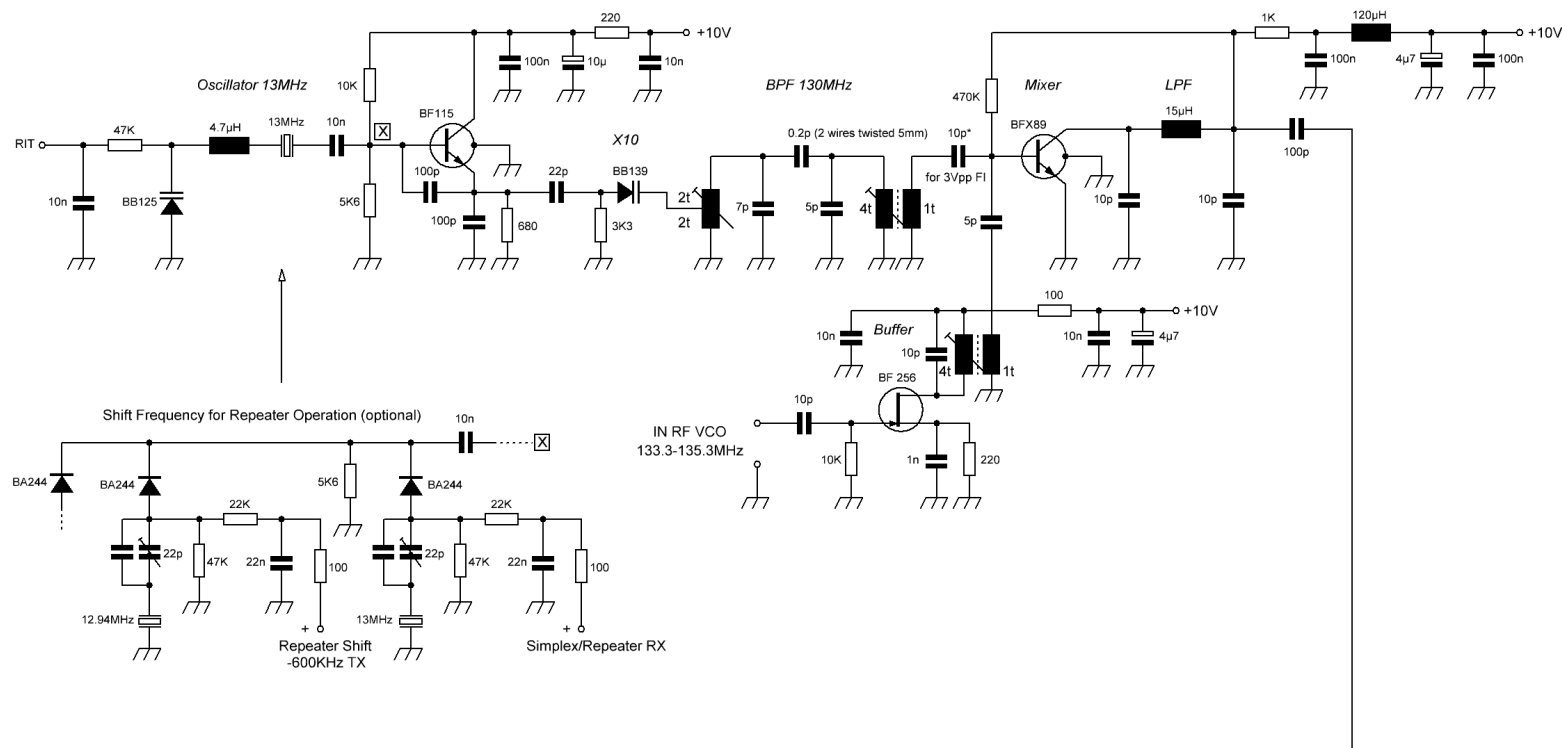 220
+10V
100n
10µ
10n
Oscillator 13MHz
10K
BF115
X
RIT
47K
4.7µH
13MHz
10n
10n
BB125
5K6
100p
100p
680
X10
22p
BB139
3K3
BPF 130MHz
0.2p (2 wires twisted 5mm)
2t
2t
7p
5p
4t
1t
10p*
for 3Vpp FI
470K
Mixer
BFX89
LPF
15µH
1K
120µH
+10V
100n
4µ7
100n
100p
10p
10p
5p
100
+10V
10n
Buffer
10p
4t
1t
10n
4µ7
BF 256
10p
IN RF VCO
133.3-135.3MHz
10K
1n
220
Shift Frequency for Repeater Operation (optional)
10n
X
BA244
BA244
5K6
BA244
22K
22K
22p
47K
22n
100
22p
47K
22n
100
12.94MHz
13MHz
+
+
Repeater Shift
-600KHz TX
Simplex/Repeater RX